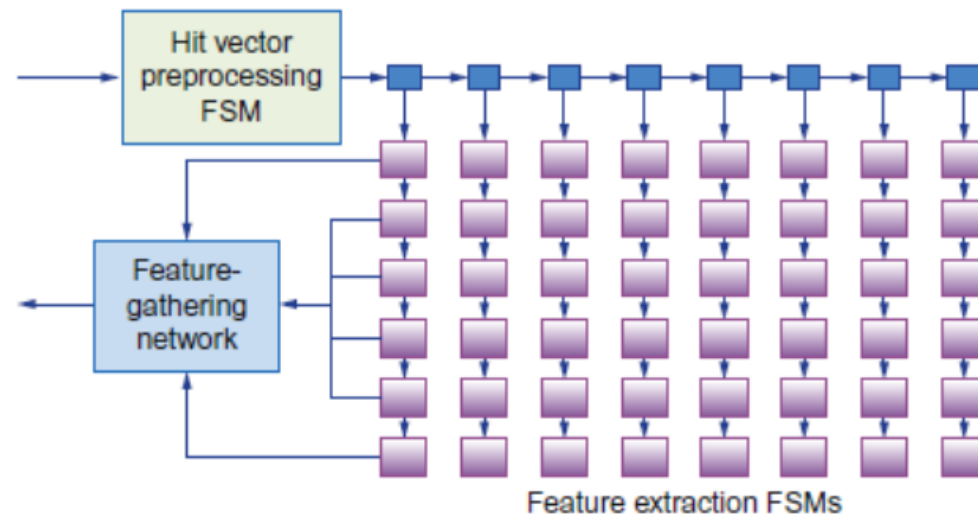 Hit vector
preprocessing
FSM
Feature-
gathering
network
Feature extraction FSMs